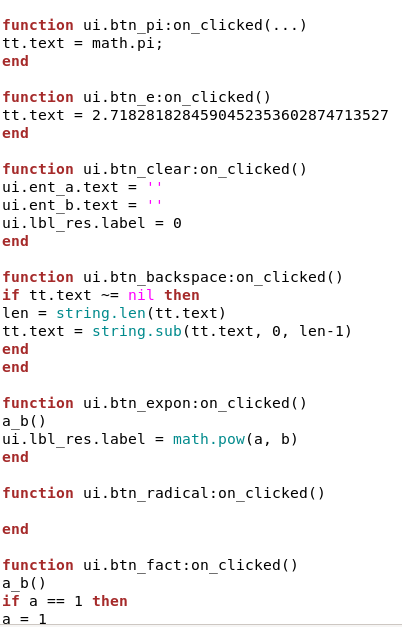 function ui.btn_pi:on_clicked(...)
tt.text = math.pi;
end
function ui.btn_e:on_clicked()
tt.text = 2.7182818284590452353602874713527
end
function ui.btn_clear:on_clicked()
ui.ent_a.text = ''
ui.ent_b.text = ''
ui.lbl_res.label = 0
end
function ui.btn_backspace:on_clicked()
if tt.text ~= nil then
len = string.len(tt.text)
tt.text = string.sub(tt.text, 0, len-1)
end
end
function ui.btn_expon:on_clicked()
a_b()
ui.lbl_res.label = math.pow(a, b)
end
function ui.btn_radical:on_clicked()
end
function ui.btn_fact:on_clicked()
a_b()
if a == 1 then
a = 1